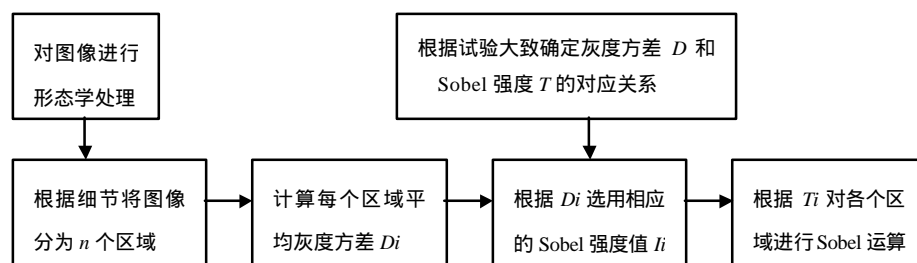 对图像进行
形态学处理
根据试验大致确定灰度方差 D 和
Sobel 强度 T 的对应关系
根据细节将图像
分为 n 个区域
计算每个区域平
均灰度方差 Di
根据 Di 选用相应
的 Sobel 强度值 Ii
根据 Ti 对各个区
域进行 Sobel 运算